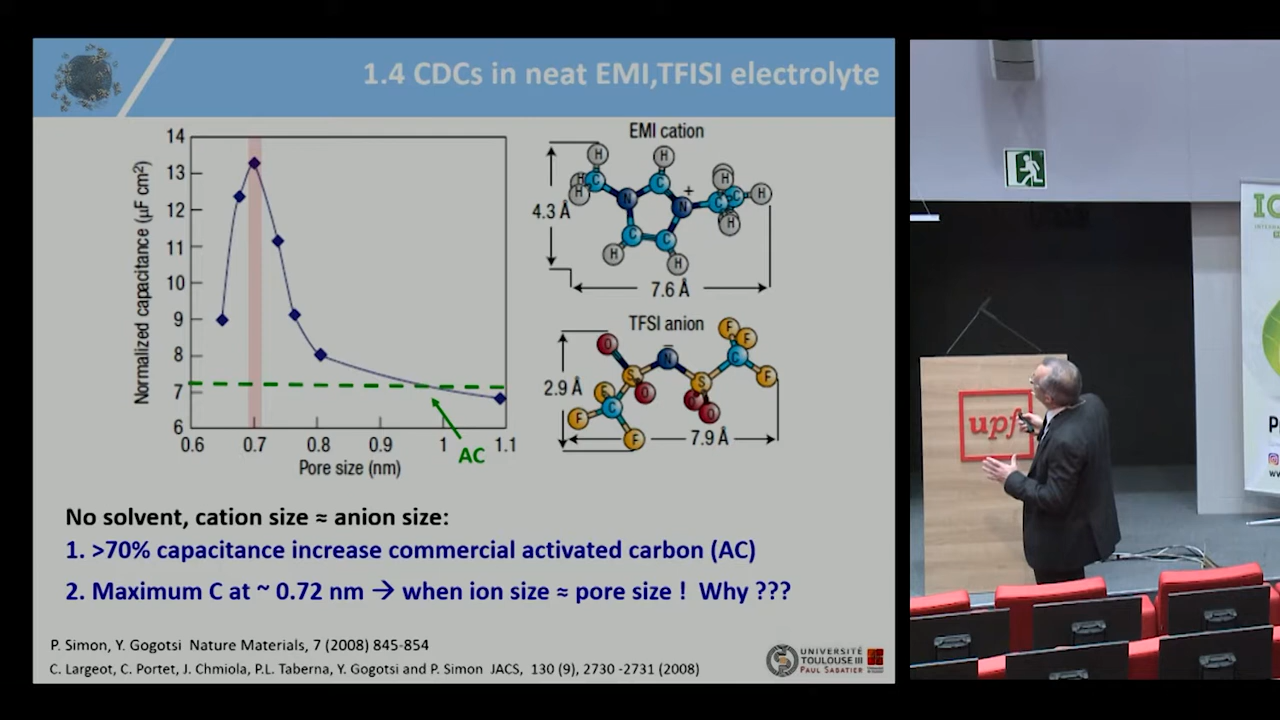 1.4 CDCs in neat EMI,TFISI electrolyte
14
13
12
11
10
9
8
7
6
Normalized capacitance (µF cm²)
0.6
0.7
0.8
0.9
1
1.1
Pore size (nm)
AC
EMI cation
4.3 Å
7.6 Å
H
H
H
H
H
C
C
H
C
C
N
+
N
C
C
H
H
H
H
TFSI anion
2.9 Å
7.9 Å
O
N
–
F
F
C
F
S
O
S
O
O
F
C
F
F
No solvent, cation size ≈ anion size:
1. >70% capacitance increase commercial activated carbon (AC)
2. Maximum C at ~ 0.72 nm → when ion size ≈ pore size ! Why ???
P. Simon, Y. Gogotsi Nature Materials, 7 (2008) 845-854
C. Largeot, C. Portet, J. Chmiola, P.L. Taberna, Y. Gogotsi and P. Simon JACS, 130 (9), 2730 -2731 (2008)
UNIVERSITÉ
TOULOUSE III
PAUL SABATIER
upf